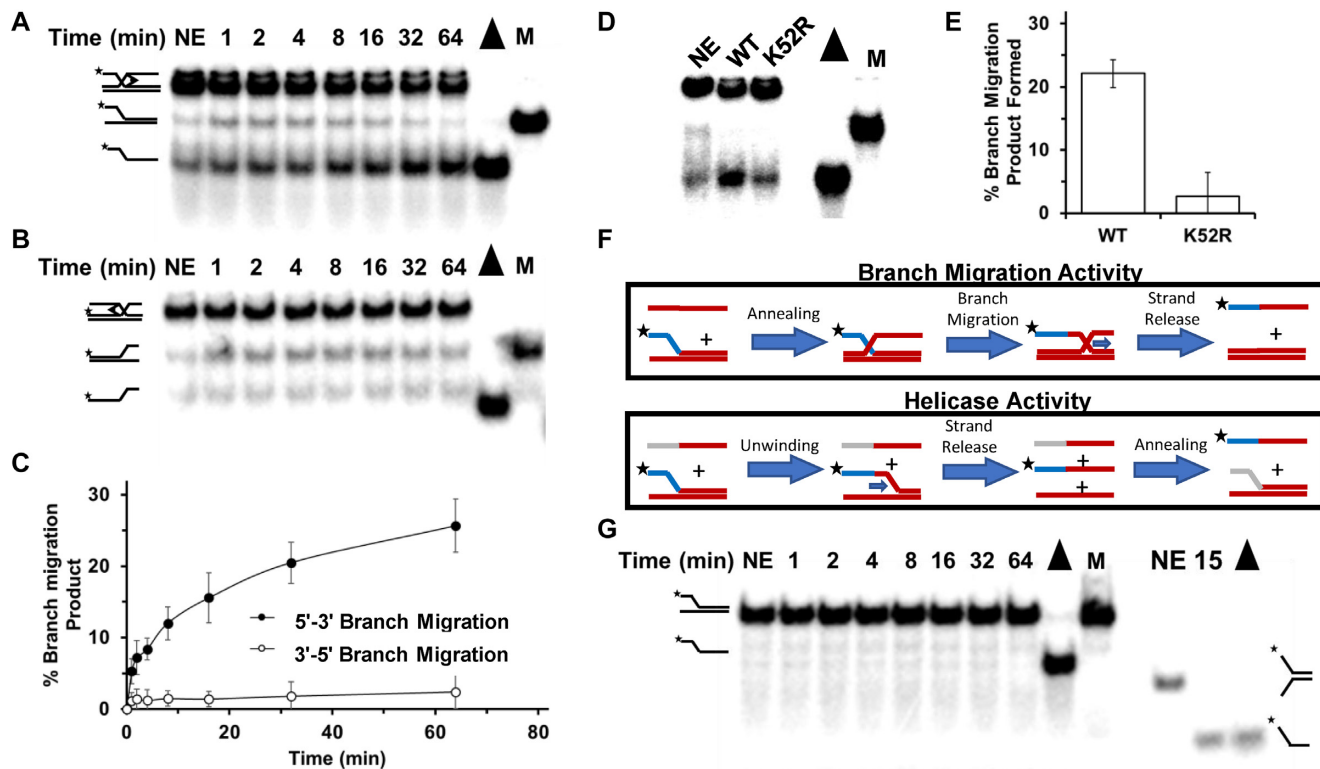 A
Time (min) NE 1 2 4 8 16 32 64 M
B
Time (min) NE 1 2 4 8 16 32 64 M
C
% Branch migration
Product
30
20
10
0
5'-3' Branch Migration
3'-5' Branch Migration
0 20 40 60 80
Time (min)
D
NE WT K52R M
E
% Branch Migration
Product Formed
30
20
10
0
WT K52R
F
Branch Migration Activity
Annealing
Branch
Migration
Strand
Release
+
+
Helicase Activity
Unwinding
Strand
Release
Annealing
+
+
+
+
+
G
Time (min) NE 1 2 4 8 16 32 64 M NE 15